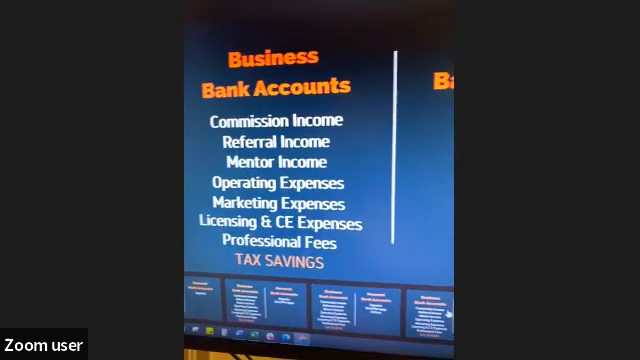 Business
Bank Accounts
Commission Income
Referral Income
Mentor Income
Operating Expenses
Marketing Expenses
Licensing & CE Expenses
Professional Fees
TAX SAVINGS
Zoom user